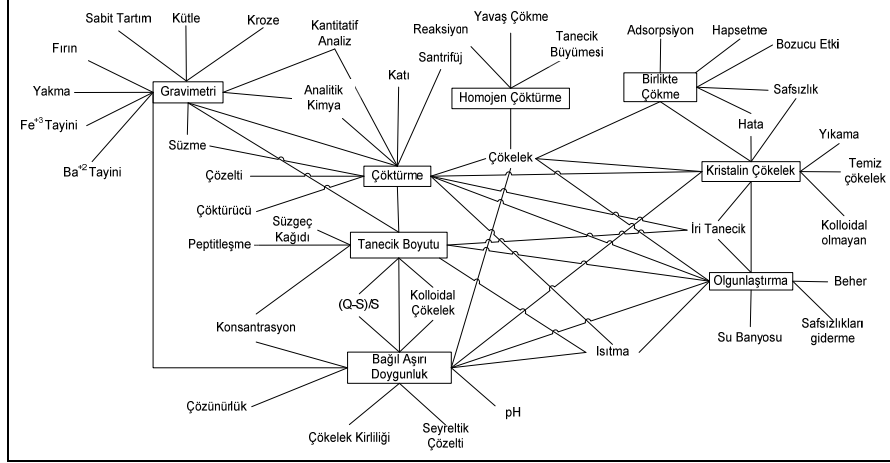 Sabit Tartım
Kütle
Kroze
Kantitatif
Analiz
Reaksiyon
Yavaş Çökme
Tanecik
Büyümesi
Adsorpsiyon
Hapsetme
Bozucu Etki
Fırın
Santrifüj
Katı
Yakma
Gravimetri
Analitik
Kimya
Homojen Çöktürme
Birlikte
Çökme
Safsızlık
Fe+3 Tayini
Hata
Süzme
Yıkama
Ba+2 Tayini
Çökelek
Çözelti
Çöktürme
Kristalin Çökelek
Temiz
çökelek
Çöktürücü
Süzgeç
Kağıdı
Kolloidal
olmayan
İri Tanecik
Peptitleşme
Tanecik Boyutu
Olgunlaştırma
Beher
(Q-S)/S
Kolloidal
Çökelek
Konsantrasyon
Su Banyosu
Safsızlıkları
giderme
Isıtma
Bağıl Aşırı
Doygunluk
Çözünürlük
pH
Çökelek Kirliliği
Seyreltik
Çözelti